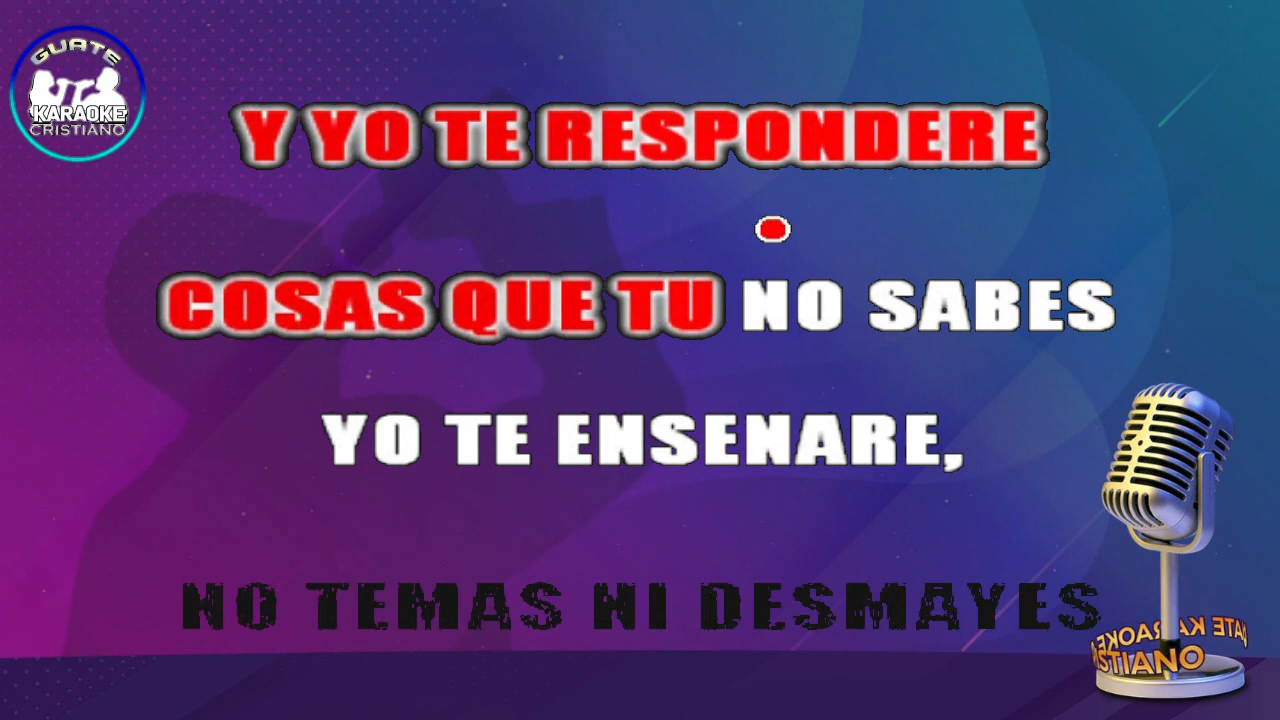 GUATE
KARAOKE
CRISTIANO
Y YO TE RESPONDERE
COSAS QUE TU NO SABES
YO TE ENSENARE,
NO TEMAS NI DESMAYES